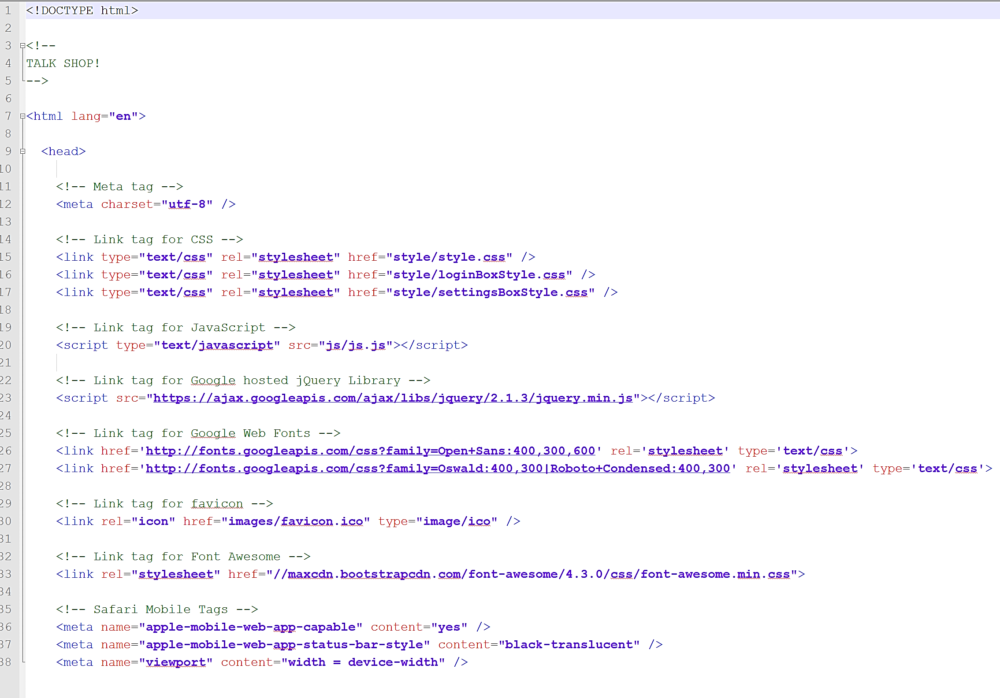 1 <!DOCTYPE html>
2
3 <!--
4 TALK SHOP!
5 -->
6
7 <html lang="en">
8
9 <head>
10
11 <!-- Meta tag -->
12 <meta charset="utf-8" />
13
14 <!-- Link tag for CSS -->
15 <link type="text/css" rel="stylesheet" href="style/style.css" />
16 <link type="text/css" rel="stylesheet" href="style/loginBoxStyle.css" />
17 <link type="text/css" rel="stylesheet" href="style/settingsBoxStyle.css" />
18
19 <!-- Link tag for JavaScript -->
20 <script type="text/javascript" src="js/js.js"></script>
21
22 <!-- Link tag for Google hosted jQuery Library -->
23 <script src="https://ajax.googleapis.com/ajax/libs/jquery/2.1.3/jquery.min.js"></script>
24
25 <!-- Link tag for Google Web Fonts -->
26 <link href='http://fonts.googleapis.com/css?family=Open+Sans:400,300,600' rel='stylesheet' type='text/css'>
27 <link href='http://fonts.googleapis.com/css?family=Oswald:400,300|Roboto+Condensed:400,300' rel='stylesheet' type='text/css'>
28
29 <!-- Link tag for favicon -->
30 <link rel="icon" href="images/favicon.ico" type="image/ico" />
31
32 <!-- Link tag for Font Awesome -->
33 <link rel="stylesheet" href="//maxcdn.bootstrapcdn.com/font-awesome/4.3.0/css/font-awesome.min.css">
34
35 <!-- Safari Mobile Tags -->
36 <meta name="apple-mobile-web-app-capable" content="yes" />
37 <meta name="apple-mobile-web-app-status-bar-style" content="black-translucent" />
38 <meta name="viewport" content="width = device-width" />